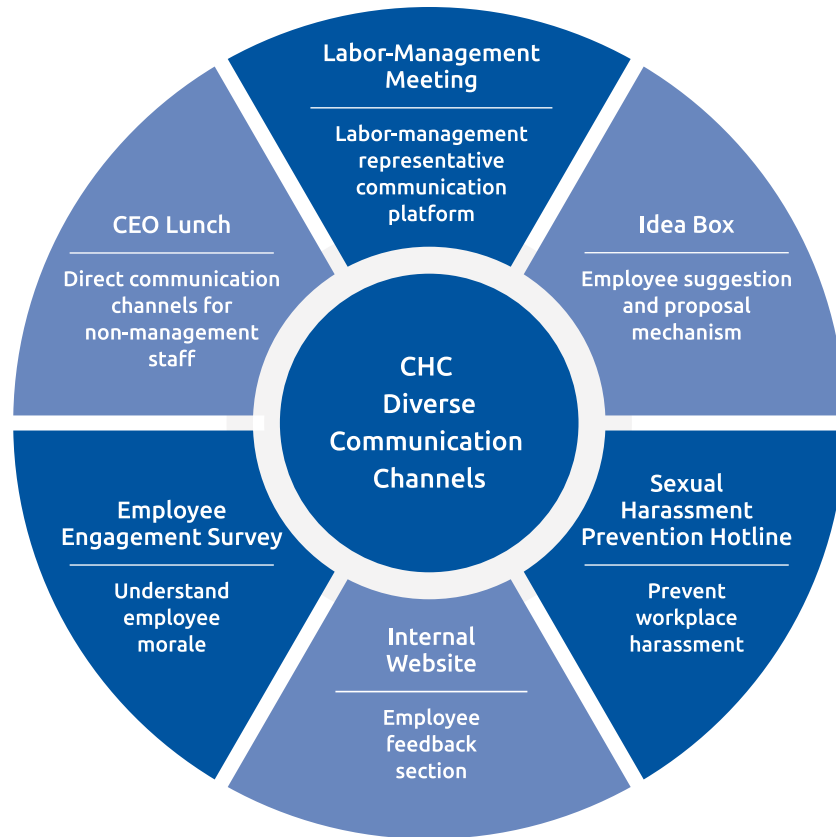 Labor-Management
Meeting
Labor-management
representative
communication
platform
Idea Box
Employee suggestion
and proposal
mechanism
Sexual
Harassment
Prevention Hotline
Prevent
workplace
harassment
Internal
Website
Employee
feedback
section
Employee
Engagement Survey
Understand
employee
morale
CEO Lunch
Direct communication
channels for
non-management
staff
CHC
Diverse
Communication
Channels